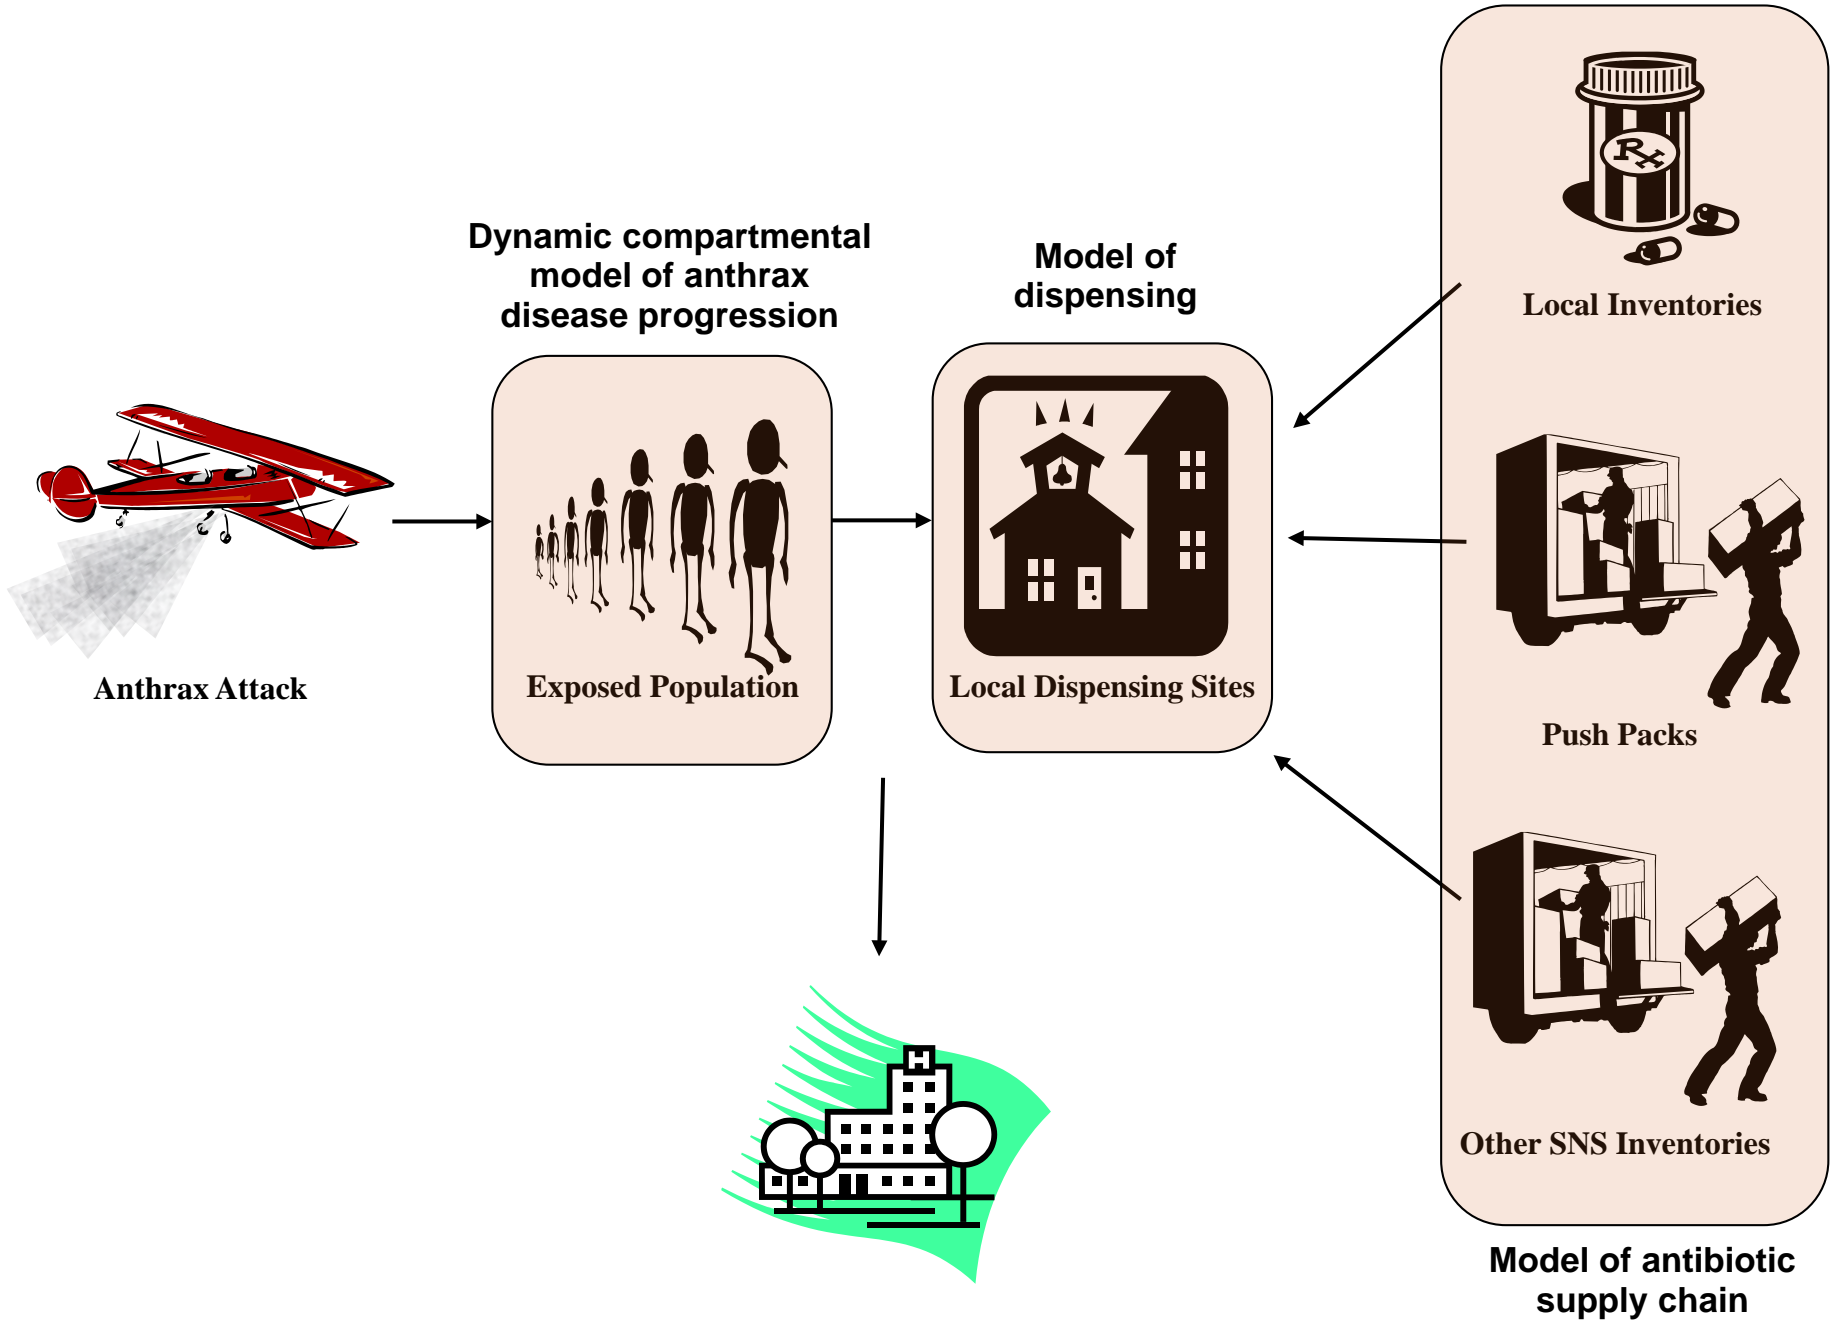 Dynamic compartmental
model of anthrax
disease progression
Model of
dispensing
Rx
Local Inventories
Anthrax Attack
Exposed Population
Local Dispensing Sites
Push Packs
H
Other SNS Inventories
Model of antibiotic
supply chain